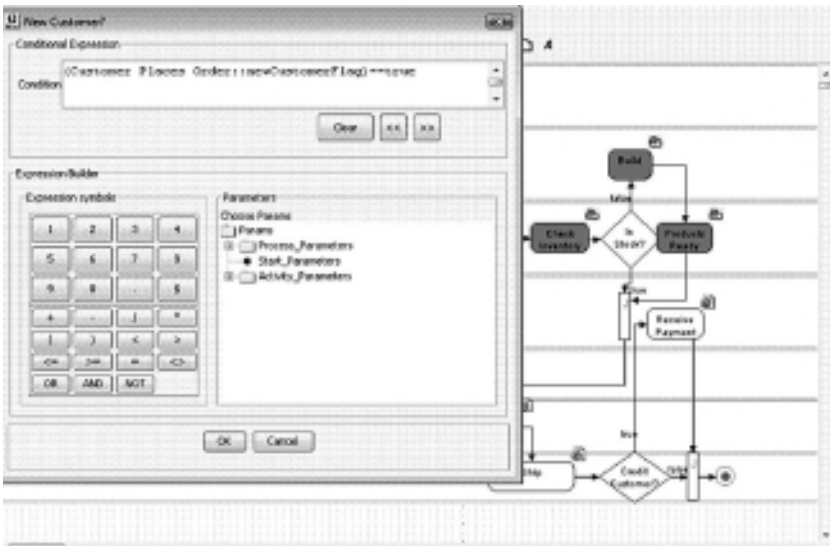 New Customer?
Conditional Expression
Condition
(Customer Places Order::newCustomerFlag)==true
Clear << >>
Expression Builder
Expression symbols
1 2 3 4
5 6 7 8
9 0 . $
+ - *
( ) < >
<= >= = <>
OR AND NOT
Parameters
Choose Params
Params
Process_Parameters
Start_Parameters
Activity_Parameters
OK Cancel
A
Build
false
Check Inventory
In Stock?
Products Ready
true
Receive Payment
true
Ship
Credit Customer?
false